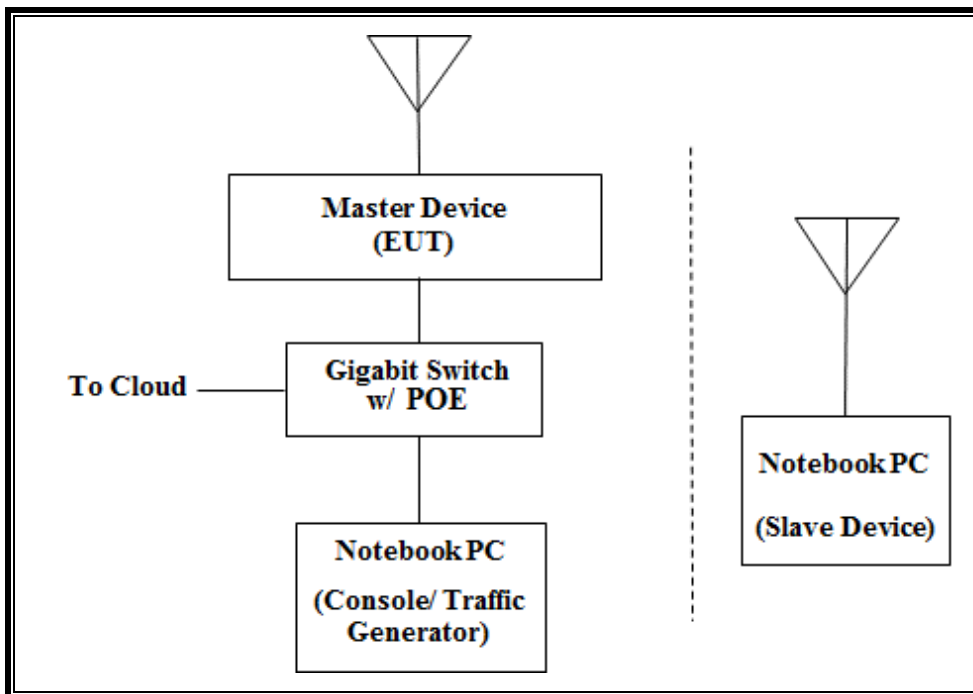 Master Device
(EUT)
To Cloud
Gigabit Switch
w/ POE
Notebook PC
(Console/ Traffic
Generator)
Notebook PC
(Slave Device)